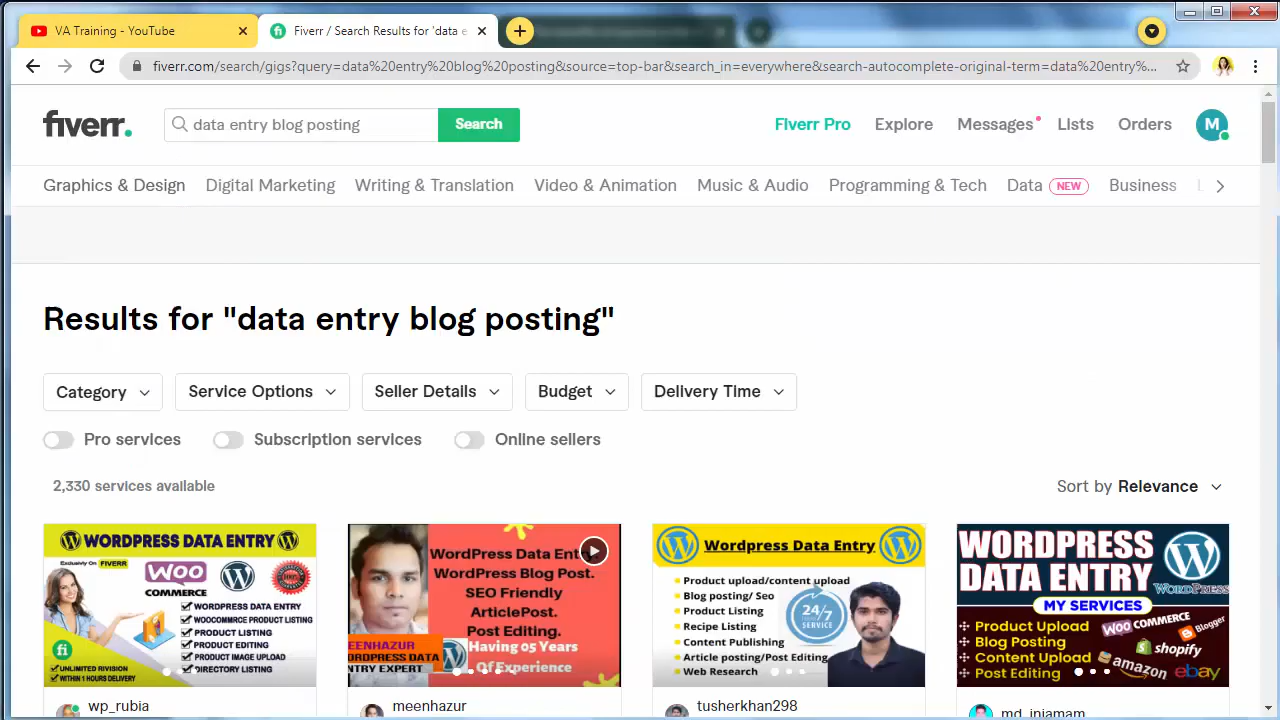 VA Training - YouTube
Fiverr / Search Results for 'data e
fiverr.com/search/gigs?query=data%20entry%20blog%20posting&source=top-bar&search_in=everywhere&search-autocomplete-original-term=data%20entry%...
fiverr.
data entry blog posting
Search
Fiverr Pro
Explore
Messages
Lists
Orders
M
Graphics & Design
Digital Marketing
Writing & Translation
Video & Animation
Music & Audio
Programming & Tech
Data NEW
Business
Results for "data entry blog posting"
Category
Service Options
Seller Details
Budget
Delivery Time
Pro services
Subscription services
Online sellers
2,330 services available
Sort by Relevance
WORDPRESS DATA ENTRY
Exclusivly On FIVERR
WOO
COMMERCE
WORDPRESS DATA ENTRY
WOOCOMMRCE PRODUCT LISTING
PRODUCT LISTING
PRODUCT EDITING
PRODUCT IMAGE UPLOAD
DIRECTORY LISTING
fi
UNLIMITED RIVISION
WITHIN 1 HOURS DELIVERY
wp_rubia
WordPress Data Ent
WordPress Blog Post.
SEO Friendly
ArticlePost.
Post Editing.
Having 05 Years
Of Experience
EENHAZUR
ORDPRESS DATA
ENTRY EXPERT
meenhazur
Wordpress Data Entry
Product upload/content upload
Blog posting/ Seo
Product Listing
Recipe Listing
Content Publishing
Article posting/Post Editing
Web Research
24/7
SERVICE
tusherkhan298
WORDPRESS
DATA ENTRY
WORDPRESS
MY SERVICES
Product Upload
Blog Posting
Content Upload
Post Editing
WOO COMMERCE
Blogger
shopify
amazon
ebay
md_injamam